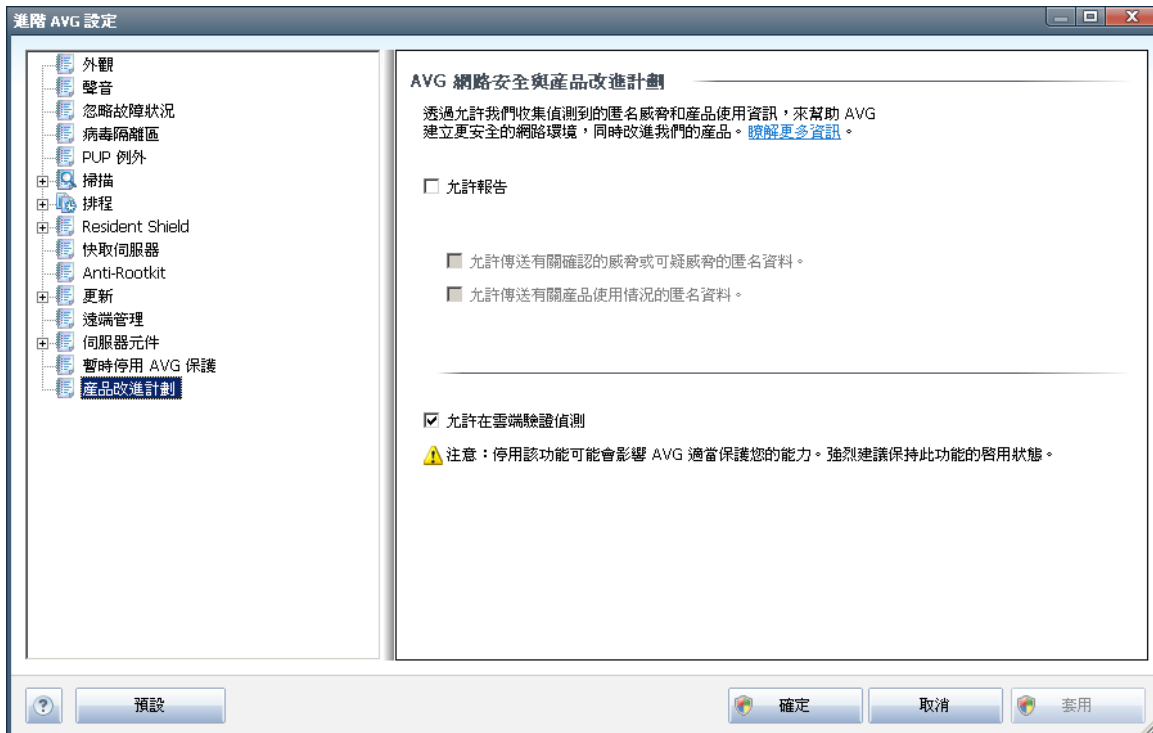 進階 AVG 設定
外觀
聲音
忽略故障狀況
病毒隔離區
PUP 例外
掃描
排程
Resident Shield
快取伺服器
Anti-Rootkit
更新
遠端管理
伺服器元件
暫時停用 AVG 保護
產品改進計劃
AVG 網路安全與產品改進計劃
透過允許我們收集偵測到的匿名威脅和產品使用資訊，來幫助 AVG
建立更安全的網路環境，同時改進我們的產品。瞭解更多資訊。
允許報告
允許傳送有關確認的威脅或可疑威脅的匿名資料。
允許傳送有關產品使用情況的匿名資料。
允許在雲端驗證偵測
注意：停用該功能可能會影響 AVG 適當保護您的能力。強烈建議保持此功能的啓用狀態。
?
預設
確定
取消
套用